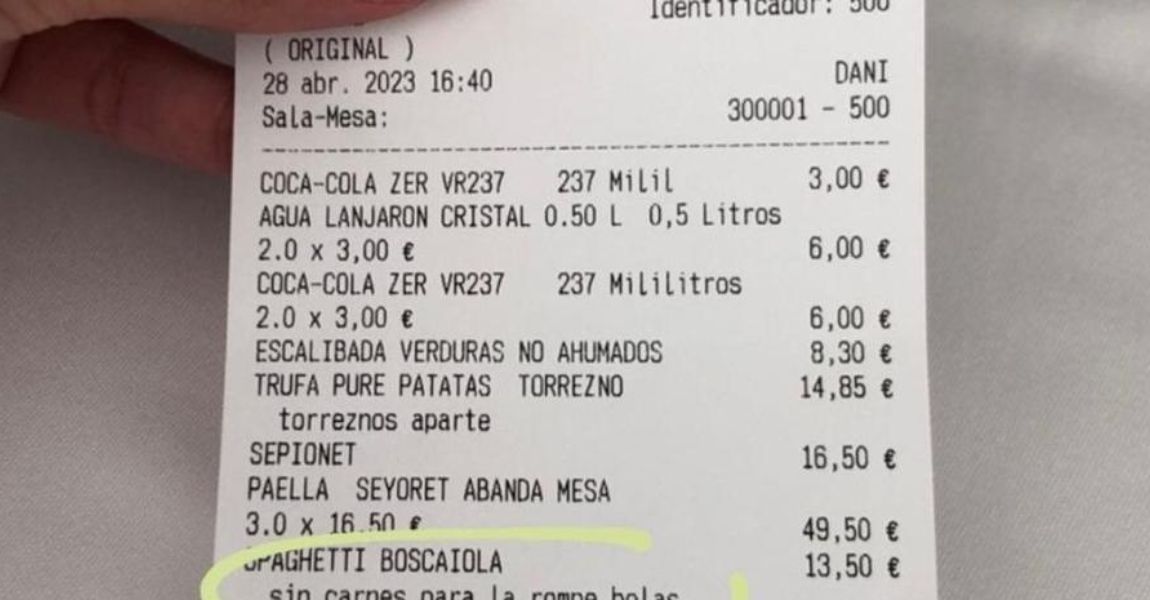 Identificador: 500
( ORIGINAL )
28 abr. 2023 16:40 DANI
Sala-Mesa: 300001 - 500
COCA-COLA ZER VR237 237 Milil 3,00 €
AGUA LANJARON CRISTAL 0.50 L 0,5 Litros
2.0 x 3,00 € 6,00 €
COCA-COLA ZER VR237 237 Mililitros
2.0 x 3,00 € 6,00 €
ESCALIBADA VERDURAS NO AHUMADOS 8,30 €
TRUFA PURE PATATAS TORREZNO 14,85 €
torreznos aparte
SEPIONET 16,50 €
PAELLA SEYORET ABANDA MESA
3.0 x 16.50 € 49,50 €
SPAGHETTI BOSCAIOLA 13,50 €
sin carnes para la rompe bolas